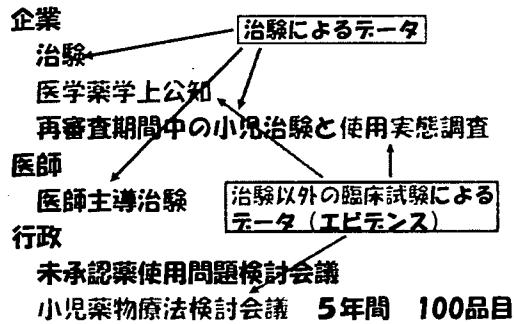 企業
治験によるデータ
治験
医学薬学上公知
再審査期間中の小児治験と使用実態調査
医師
医師主導治験
治験以外の臨床試験による
データ（エビデンス）
行政
未承認薬使用問題検討会議
小児薬物療法検討会議　5年間　100品目